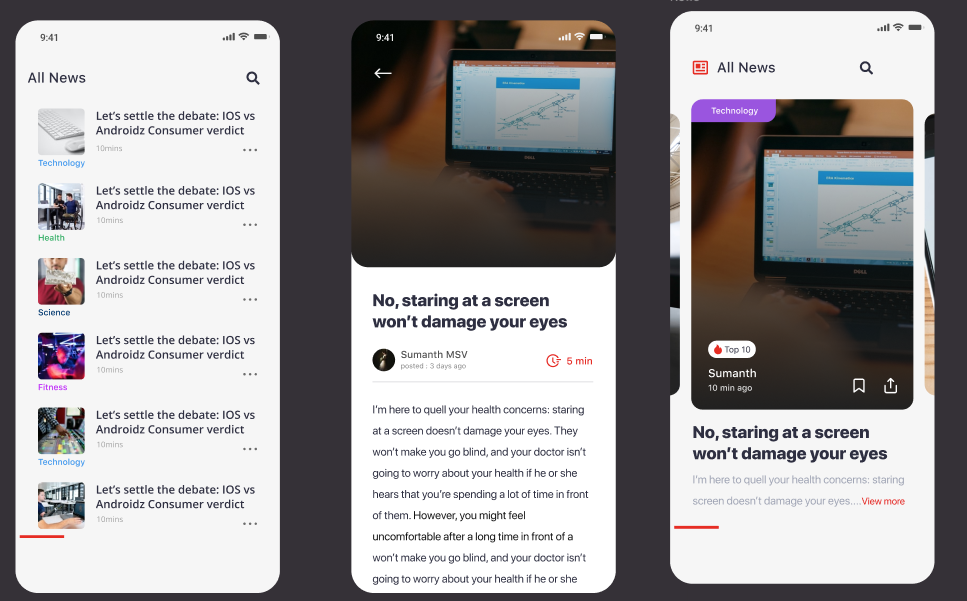 9:41
All News
Let's settle the debate: IOS vs
Androidz Consumer verdict
10mins
Technology
Let's settle the debate: IOS vs
Androidz Consumer verdict
10mins
Health
Let's settle the debate: IOS vs
Androidz Consumer verdict
10mins
Science
Let's settle the debate: IOS vs
Androidz Consumer verdict
10mins
Fitness
Let's settle the debate: IOS vs
Androidz Consumer verdict
10mins
Technology
Let's settle the debate: IOS vs
Androidz Consumer verdict
10mins
9:41
DELL
No, staring at a screen
won't damage your eyes
Sumanth MSV
posted : 3 days ago
5 min
I'm here to quell your health concerns: staring
at a screen doesn't damage your eyes. They
won't make you go blind, and your doctor isn't
going to worry about your health if he or she
hears that you're spending a lot of time in front
of them. However, you might feel
uncomfortable after a long time in front of a
won't make you go blind, and your doctor isn't
going to worry about your health if he or she
9:41
All News
Technology
DELL
Top 10
Sumanth
10 min ago
No, staring at a screen
won't damage your eyes
I'm here to quell your health concerns: staring
screen doesn't damage your eyes....View more